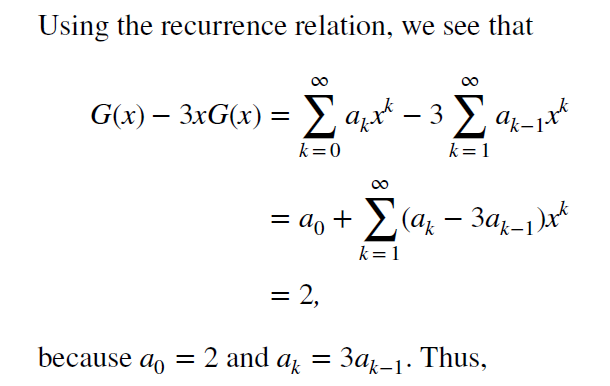 Using the recurrence relation, we see that
G(x) − 3xG(x) = ∑_{k=0}^{∞} a_k x^k − 3 ∑_{k=1}^{∞} a_{k−1} x^k
= a_0 + ∑_{k=1}^{∞} (a_k − 3a_{k−1})x^k
= 2,
because a_0 = 2 and a_k = 3a_{k−1}. Thus,